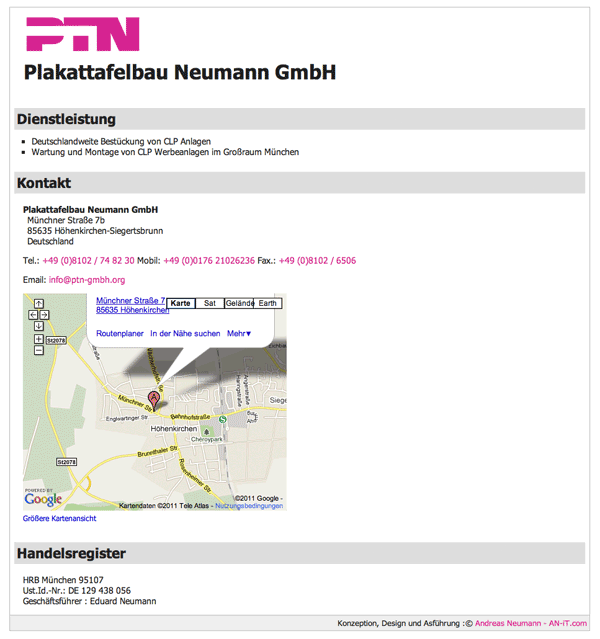 PTN
Plakattafelbau Neumann GmbH
Dienstleistung
Deutschlandweite Bestückung von CLP Anlagen
Wartung und Montage von CLP Werbeanlagen im Großraum München
Kontakt
Plakattafelbau Neumann GmbH
Münchner Straße 7b
85635 Höhenkirchen-Siegertsbrunn
Deutschland
Tel.: +49 (0)8102 / 74 82 30 Mobil: +49 (0)0176 21026236 Fax.: +49 (0)8102 / 6506
Email: info@ptn-gmbh.org
Münchner Straße 7
85635 Höhenkirchen
Karte Sat Gelände Earth
Routenplaner In der Nähe suchen Mehr▾
St2078
Münchner Str.
Englwartinger Str.
Bahnhofstraße
Höhenkirchen
Cheroypark
Siege
Brunnthaler Str.
Rosenheimer Str.
St2078
POWERED BY
Google
©2011 Google -
Kartendaten ©2011 Tele Atlas - Nutzungsbedingungen
Größere Kartenansicht
Handelsregister
HRB München 95107
Ust.Id.-Nr.: DE 129 438 056
Geschäftsführer : Eduard Neumann
Konzeption, Design und Asführung :© Andreas Neumann - AN-iT.com